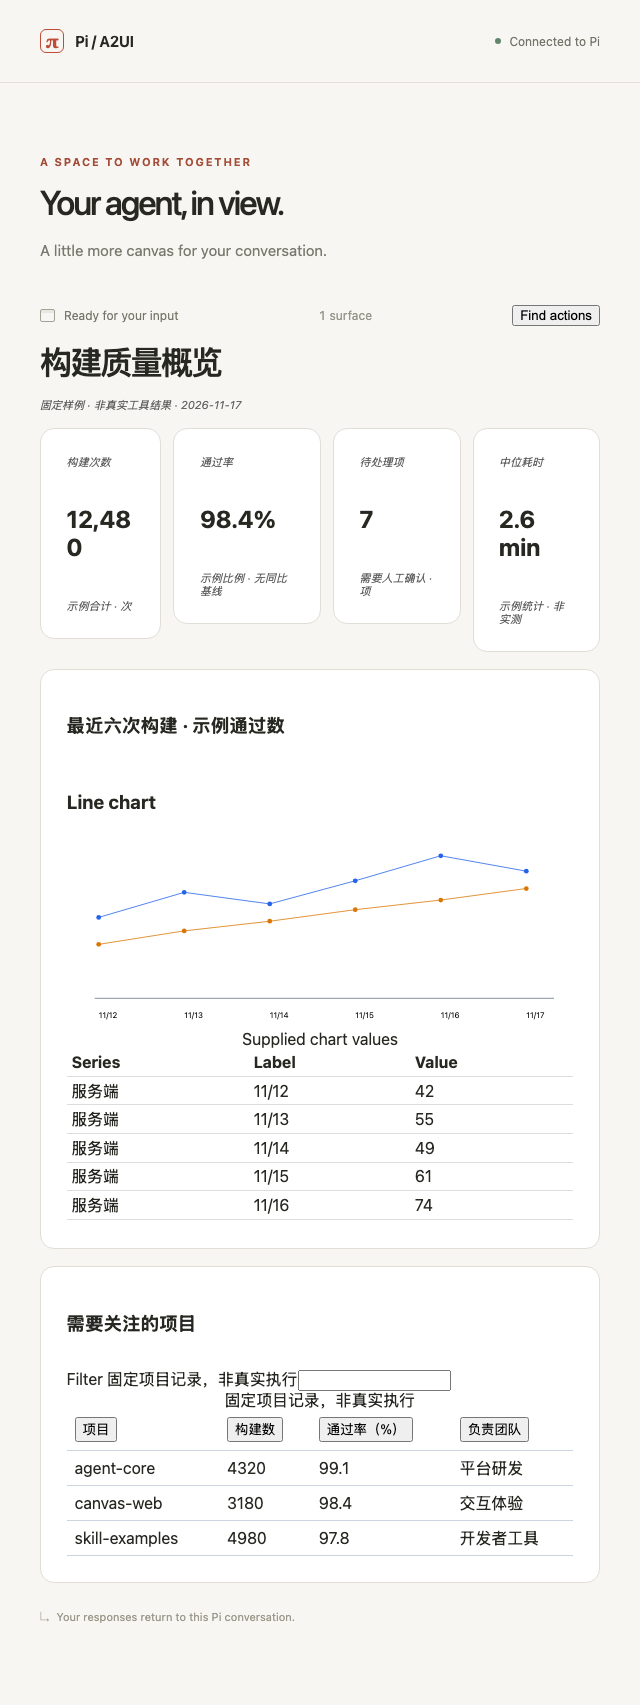 π Pi / A2UI
Connected to Pi
A SPACE TO WORK TOGETHER
Your agent, in view.
A little more canvas for your conversation.
Ready for your input
1 surface
Find actions
构建质量概览
固定样例 · 非真实工具结果 · 2026-11-17
构建次数
12,48
0
示例合计 · 次
通过率
98.4%
示例比例 · 无同比
基线
待处理项
7
需要人工确认 ·
项
中位耗时
2.6
min
示例统计 · 非
实测
最近六次构建 · 示例通过数
Line chart
11/12 11/13 11/14 11/15 11/16 11/17
Supplied chart values
Series Label Value
服务端 11/12 42
服务端 11/13 55
服务端 11/14 49
服务端 11/15 61
服务端 11/16 74
需要关注的项目
Filter 固定项目记录，非真实执行
固定项目记录，非真实执行
项目 构建数 通过率（%） 负责团队
agent-core 4320 99.1 平台研发
canvas-web 3180 98.4 交互体验
skill-examples 4980 97.8 开发者工具
Your responses return to this Pi conversation.